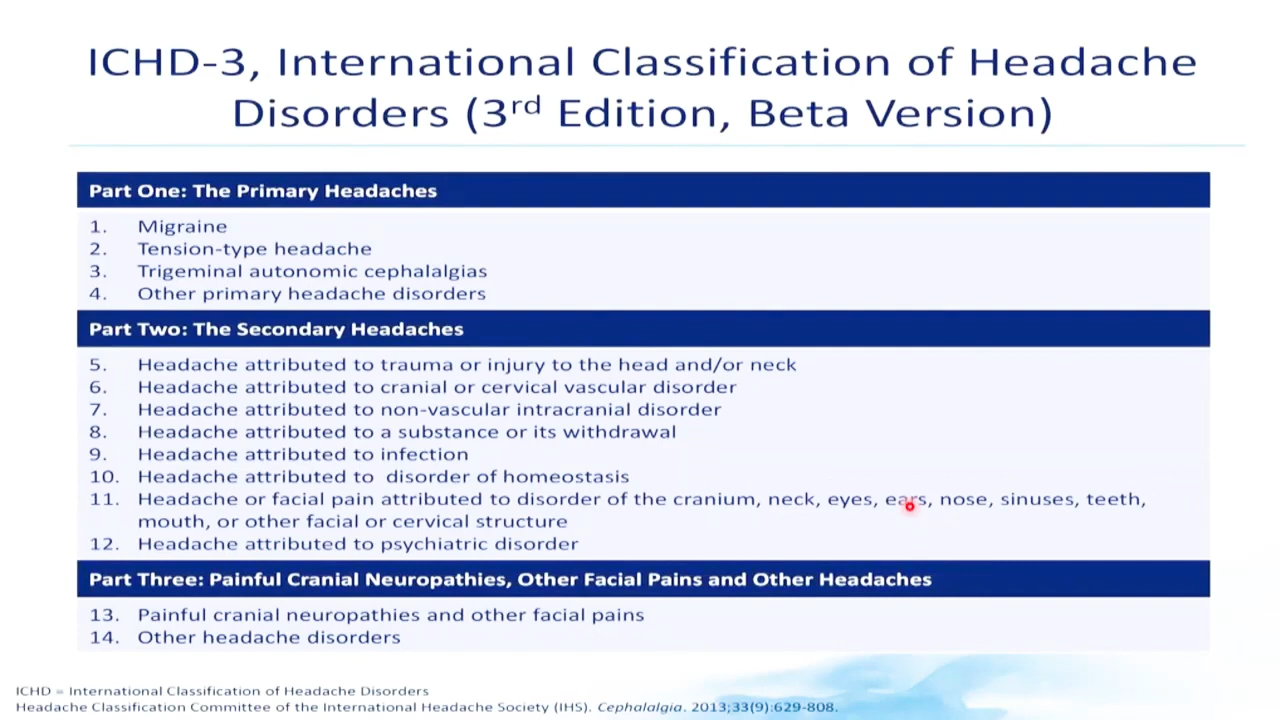 ICHD-3, International Classification of Headache
Disorders (3rd Edition, Beta Version)
Part One: The Primary Headaches
1. Migraine
2. Tension-type headache
3. Trigeminal autonomic cephalalgias
4. Other primary headache disorders
Part Two: The Secondary Headaches
5. Headache attributed to trauma or injury to the head and/or neck
6. Headache attributed to cranial or cervical vascular disorder
7. Headache attributed to non-vascular intracranial disorder
8. Headache attributed to a substance or its withdrawal
9. Headache attributed to infection
10. Headache attributed to disorder of homeostasis
11. Headache or facial pain attributed to disorder of the cranium, neck, eyes, ears, nose, sinuses, teeth,
mouth, or other facial or cervical structure
12. Headache attributed to psychiatric disorder
Part Three: Painful Cranial Neuropathies, Other Facial Pains and Other Headaches
13. Painful cranial neuropathies and other facial pains
14. Other headache disorders
ICHD = International Classification of Headache Disorders
Headache Classification Committee of the International Headache Society (IHS). Cephalalgia. 2013;33(9):629-808.